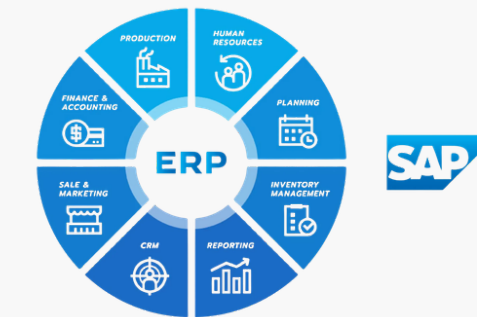 PRODUCTION
HUMAN
RESOURCES
FINANCE &
ACCOUNTING
PLANNING
ERP
SAP
SALE &
MARKETING
INVENTORY
MANAGEMENT
CRM
REPORTING